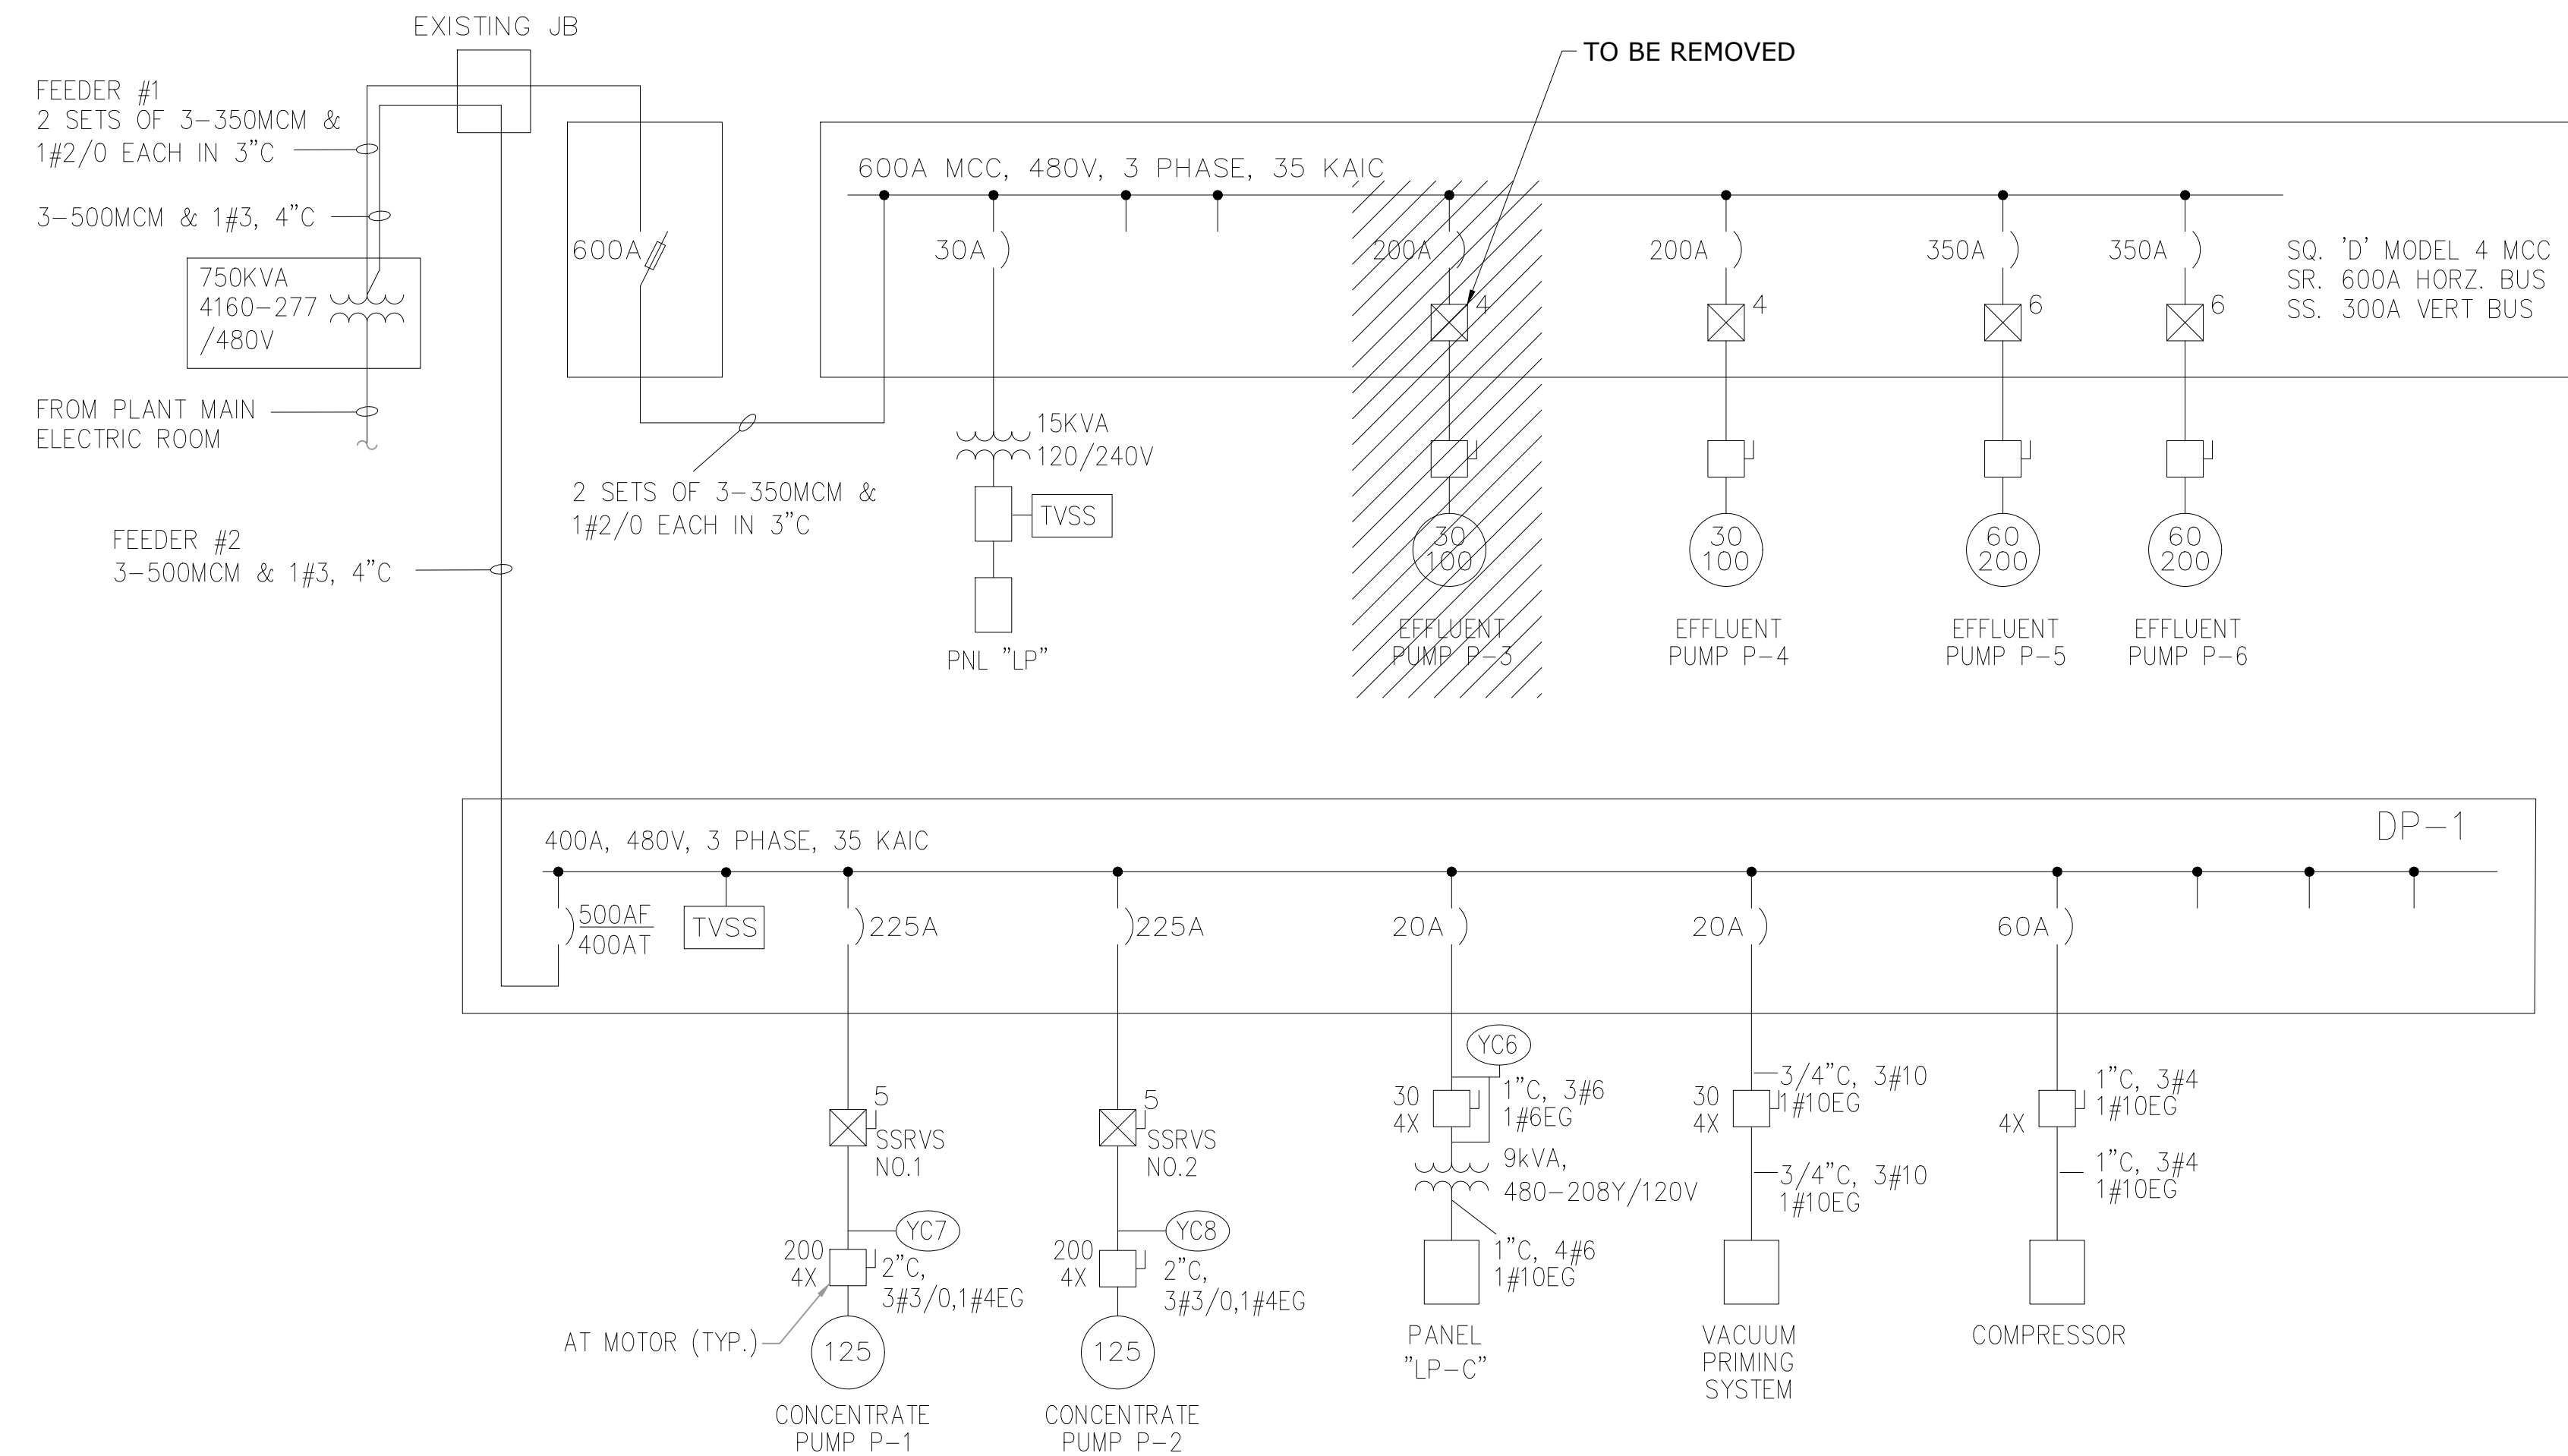 EXISTING JB
TO BE REMOVED
FEEDER #1
2 SETS OF 3-350MCM &
1#2/0 EACH IN 3"C
3-500MCM & 1#3, 4"C
750KVA
4160-277
/480V
FROM PLANT MAIN
ELECTRIC ROOM
600A
2 SETS OF 3-350MCM &
1#2/0 EACH IN 3"C
FEEDER #2
3-500MCM & 1#3, 4"C
600A MCC, 480V, 3 PHASE, 35 KAIC
30A
15KVA
120/240V
TVSS
PNL "LP"
200A
4
30
100
EFFLUENT
PUMP P-3
200A
4
30
100
EFFLUENT
PUMP P-4
350A
6
60
200
EFFLUENT
PUMP P-5
350A
6
60
200
EFFLUENT
PUMP P-6
SQ. 'D' MODEL 4 MCC
SR. 600A HORZ. BUS
SS. 300A VERT BUS
DP-1
400A, 480V, 3 PHASE, 35 KAIC
500AF
400AT
TVSS
225A
5
SSRVS
NO.1
YC7
200
4X
2"C,
3#3/0,1#4EG
AT MOTOR (TYP.)
125
CONCENTRATE
PUMP P-1
225A
5
SSRVS
NO.2
YC8
200
4X
2"C,
3#3/0,1#4EG
125
CONCENTRATE
PUMP P-2
20A
YC6
30
4X
1"C, 3#6
1#6EG
9kVA,
480-208Y/120V
1"C, 4#6
1#10EG
PANEL
"LP-C"
20A
3/4"C, 3#10
1#10EG
30
4X
3/4"C, 3#10
1#10EG
VACUUM
PRIMING
SYSTEM
60A
1"C, 3#4
1#10EG
4X
1"C, 3#4
1#10EG
COMPRESSOR